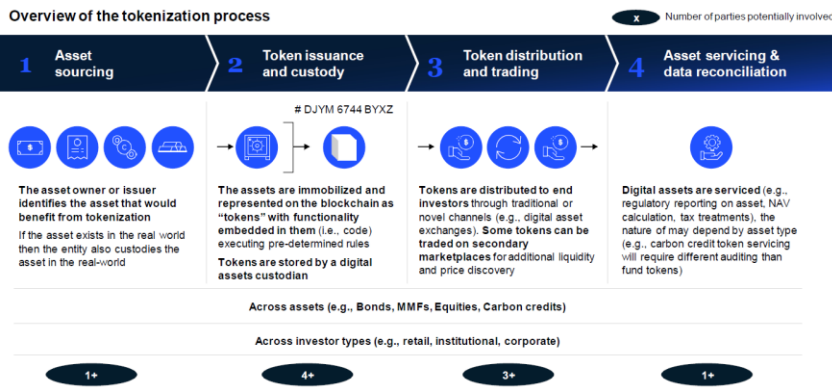 Overview of the tokenization process
x
Number of parties potentially involved
1
Asset
sourcing
2
Token issuance
and custody
3
Token distribution
and trading
4
Asset servicing &
data reconciliation
# DJYM 6744 BYXZ
The asset owner or issuer
identifies the asset that would
benefit from tokenization
If the asset exists in the real world
then the entity also custodies the
asset in the real-world
The assets are immobilized and
represented on the blockchain as
“tokens” with functionality
embedded in them (i.e., code)
executing pre-determined rules
Tokens are stored by a digital
assets custodian
Tokens are distributed to end
investors through traditional or
novel channels (e.g., digital asset
exchanges). Some tokens can be
traded on secondary
marketplaces for additional liquidity
and price discovery
Digital assets are serviced (e.g.,
regulatory reporting on asset, NAV
calculation, tax treatments), the
nature of may depend by asset type
(e.g., carbon credit token servicing
will require different auditing than
fund tokens)
Across assets (e.g., Bonds, MMFs, Equities, Carbon credits)
Across investor types (e.g., retail, institutional, corporate)
1+
4+
3+
1+